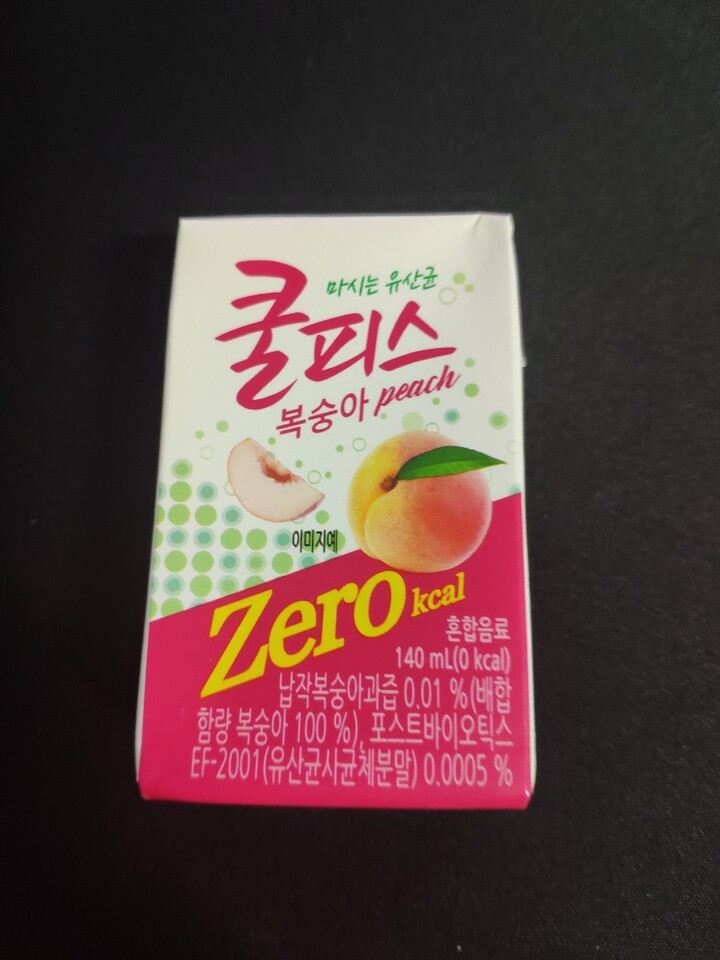 마시는 유산균
쿨피스
복숭아 peach
이미지예
Zero kcal
혼합음료
140 mL(0 kcal)
납작복숭아과즙 0.01 %(배합
함량 복숭아 100 %), 포스트바이오틱스
EF-2001(유산균사균체분말) 0.0005 %